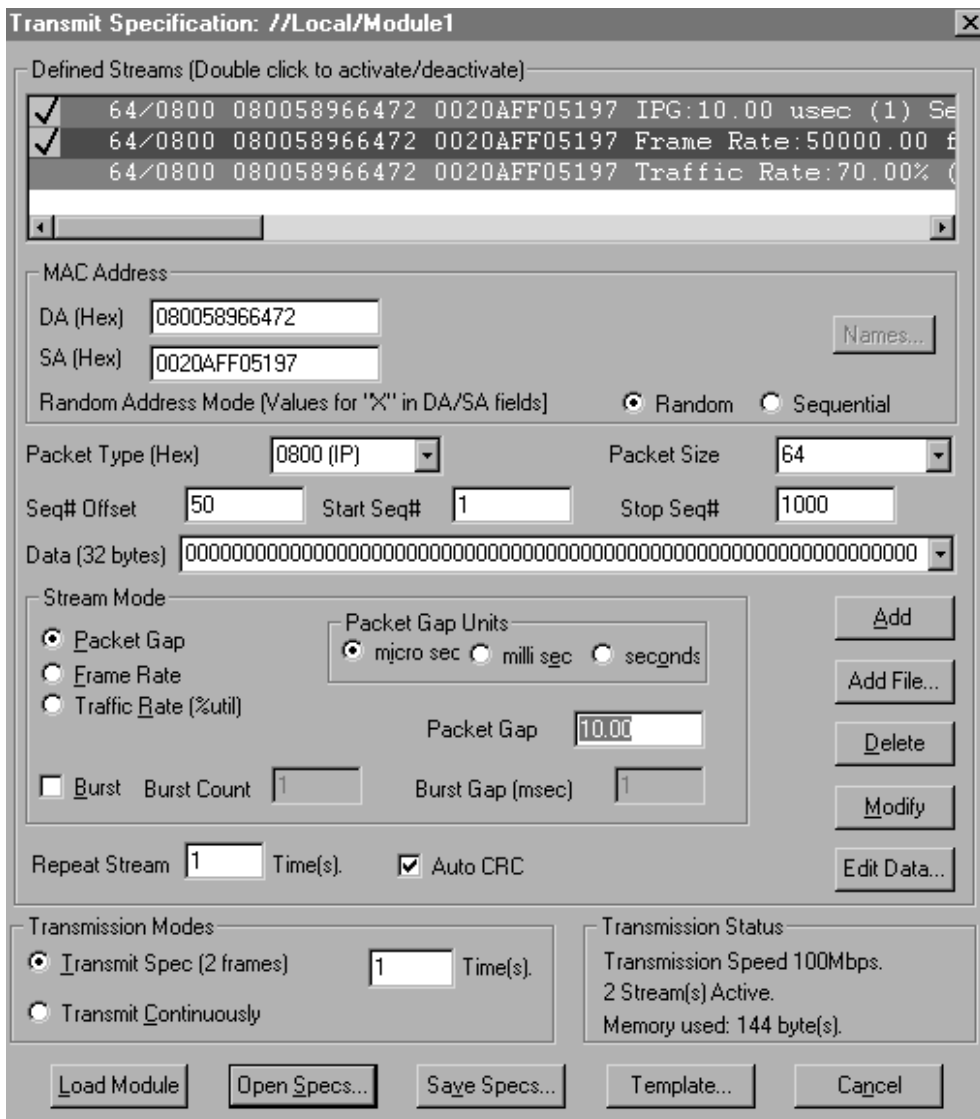 Transmit Specification: //Local/Module1
Defined Streams (Double click to activate/deactivate)
64/0800 080058966472 0020AFF05197 IPG:10.00 usec (1) Se
64/0800 080058966472 0020AFF05197 Frame Rate:50000.00 f
64/0800 080058966472 0020AFF05197 Traffic Rate:70.00% (
MAC Address
DA (Hex) 080058966472
Names...
SA (Hex) 0020AFF05197
Random Address Mode (Values for "X" in DA/SA fields) Random Sequential
Packet Type (Hex) 0800 (IP) Packet Size 64
Seq# Offset 50 Start Seq# 1 Stop Seq# 1000
Data (32 bytes) 0000000000000000000000000000000000000000000000000000000000000
Stream Mode
Packet Gap
Frame Rate
Traffic Rate (%util)
Packet Gap Units
micro sec milli sec seconds
Packet Gap 10.00
Burst Burst Count 1 Burst Gap (msec) 1
Add
Add File...
Delete
Modify
Edit Data...
Repeat Stream 1 Time(s). Auto CRC
Transmission Modes
Transmit Spec (2 frames) 1 Time(s).
Transmit Continuously
Transmission Status
Transmission Speed 100Mbps.
2 Stream(s) Active.
Memory used: 144 byte(s).
Load Module Open Specs... Save Specs... Template... Cancel